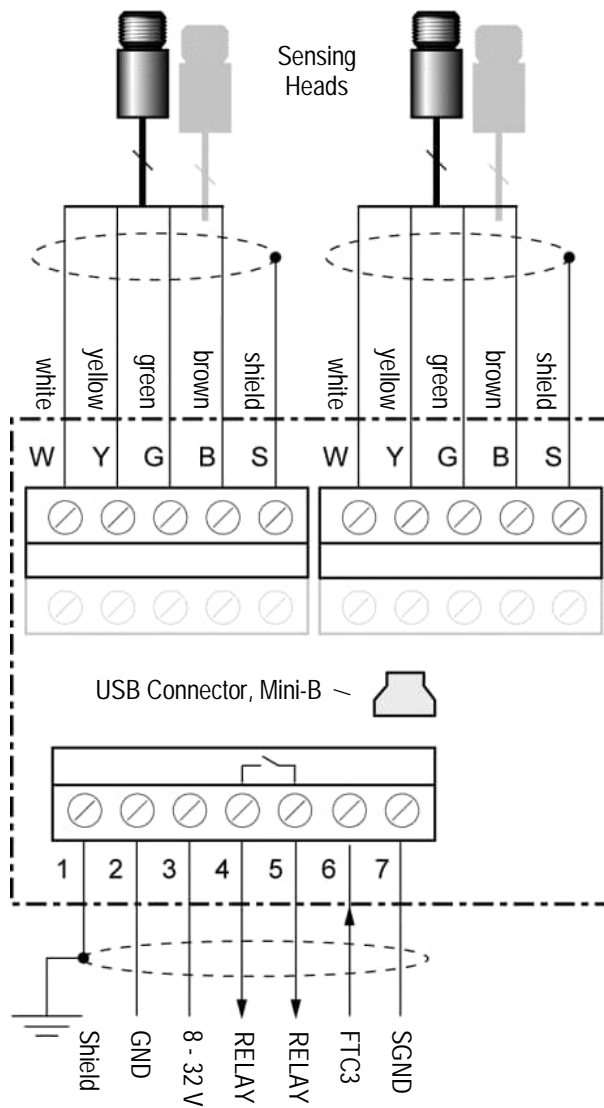 Sensing
Heads
white yellow green brown shield white yellow green brown shield
W Y G B S W Y G B S
USB Connector, Mini-B
1 2 3 4 5 6 7
Shield GND 8 - 32 V RELAY RELAY FTC3 SGND